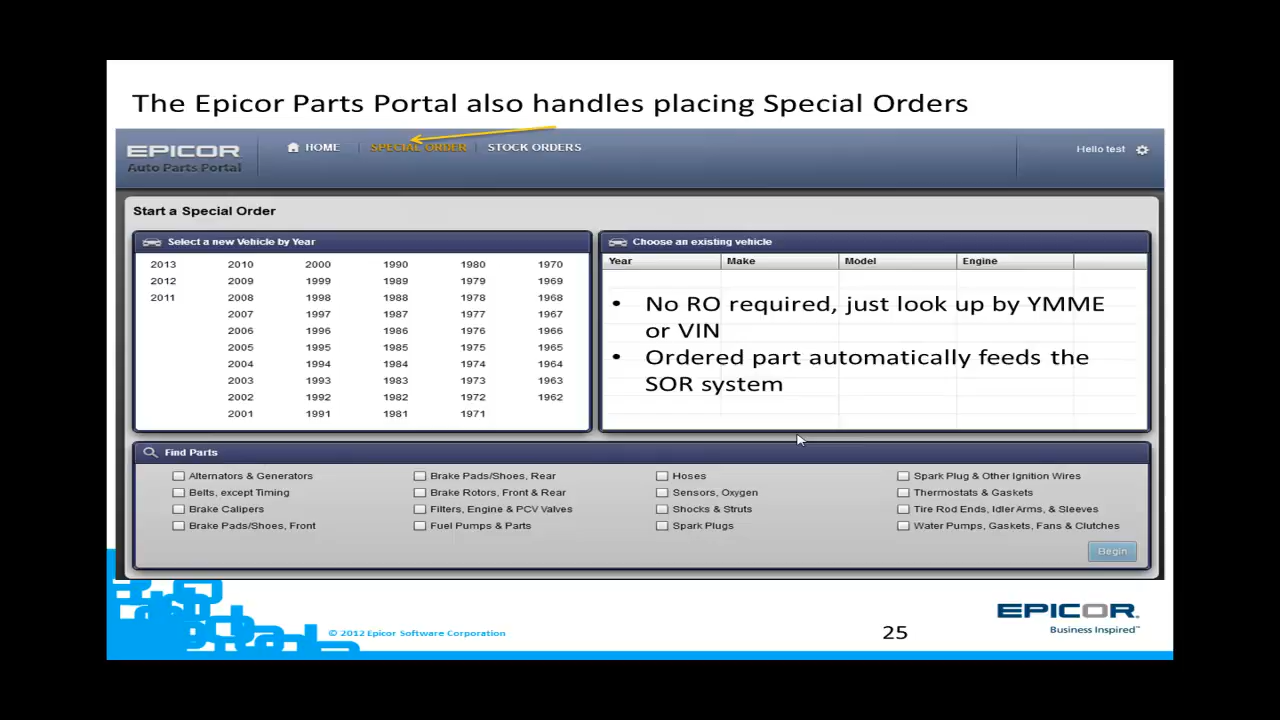 The Epicor Parts Portal also handles placing Special Orders
EPICOR
Auto Parts Portal
HOME | SPECIAL ORDER | STOCK ORDERS
Hello test
Start a Special Order
Select a new Vehicle by Year
2013 2010 2000 1990 1980 1970
2012 2009 1999 1989 1979 1969
2011 2008 1998 1988 1978 1968
2007 1997 1987 1977 1967
2006 1996 1986 1976 1966
2005 1995 1985 1975 1965
2004 1994 1984 1974 1964
2003 1993 1983 1973 1963
2002 1992 1982 1972 1962
2001 1991 1981 1971
Choose an existing vehicle
Year Make Model Engine
• No RO required, just look up by YMME
or VIN
• Ordered part automatically feeds the
SOR system
Find Parts
Alternators & Generators Brake Pads/Shoes, Rear Hoses Spark Plug & Other Ignition Wires
Belts, except Timing Brake Rotors, Front & Rear Sensors, Oxygen Thermostats & Gaskets
Brake Calipers Filters, Engine & PCV Valves Shocks & Struts Tire Rod Ends, Idler Arms, & Sleeves
Brake Pads/Shoes, Front Fuel Pumps & Parts Spark Plugs Water Pumps, Gaskets, Fans & Clutches
Begin
© 2012 Epicor Software Corporation
25
EPICOR.
Business Inspired™